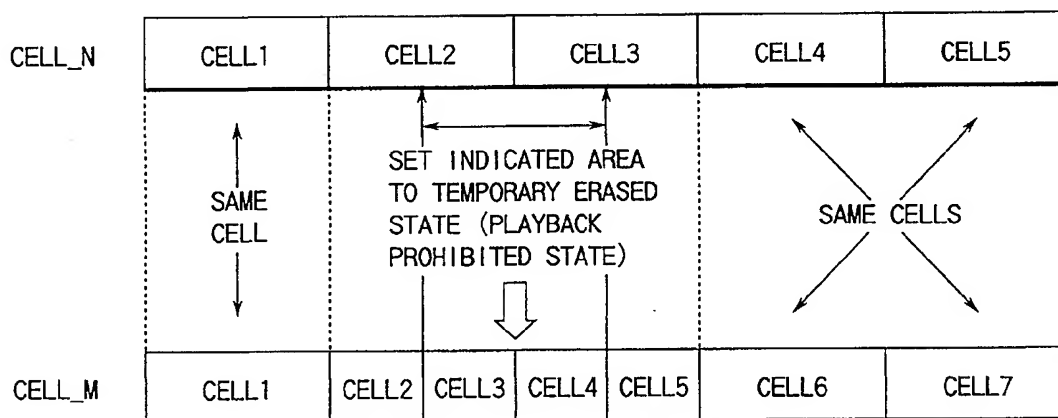 CELL_N CELL1 CELL2 CELL3 CELL4 CELL5
SET INDICATED AREA
TO TEMPORARY ERASED
STATE (PLAYBACK
PROHIBITED STATE)
SAME
CELL
SAME CELLS
CELL_M CELL1 CELL2 CELL3 CELL4 CELL5 CELL6 CELL7